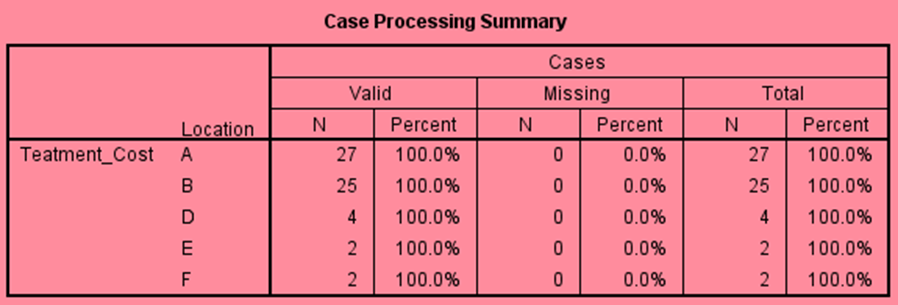 Case Processing Summary
Cases
Valid Missing Total
Location N Percent N Percent N Percent
Teatment_Cost A 27 100.0% 0 0.0% 27 100.0%
B 25 100.0% 0 0.0% 25 100.0%
D 4 100.0% 0 0.0% 4 100.0%
E 2 100.0% 0 0.0% 2 100.0%
F 2 100.0% 0 0.0% 2 100.0%